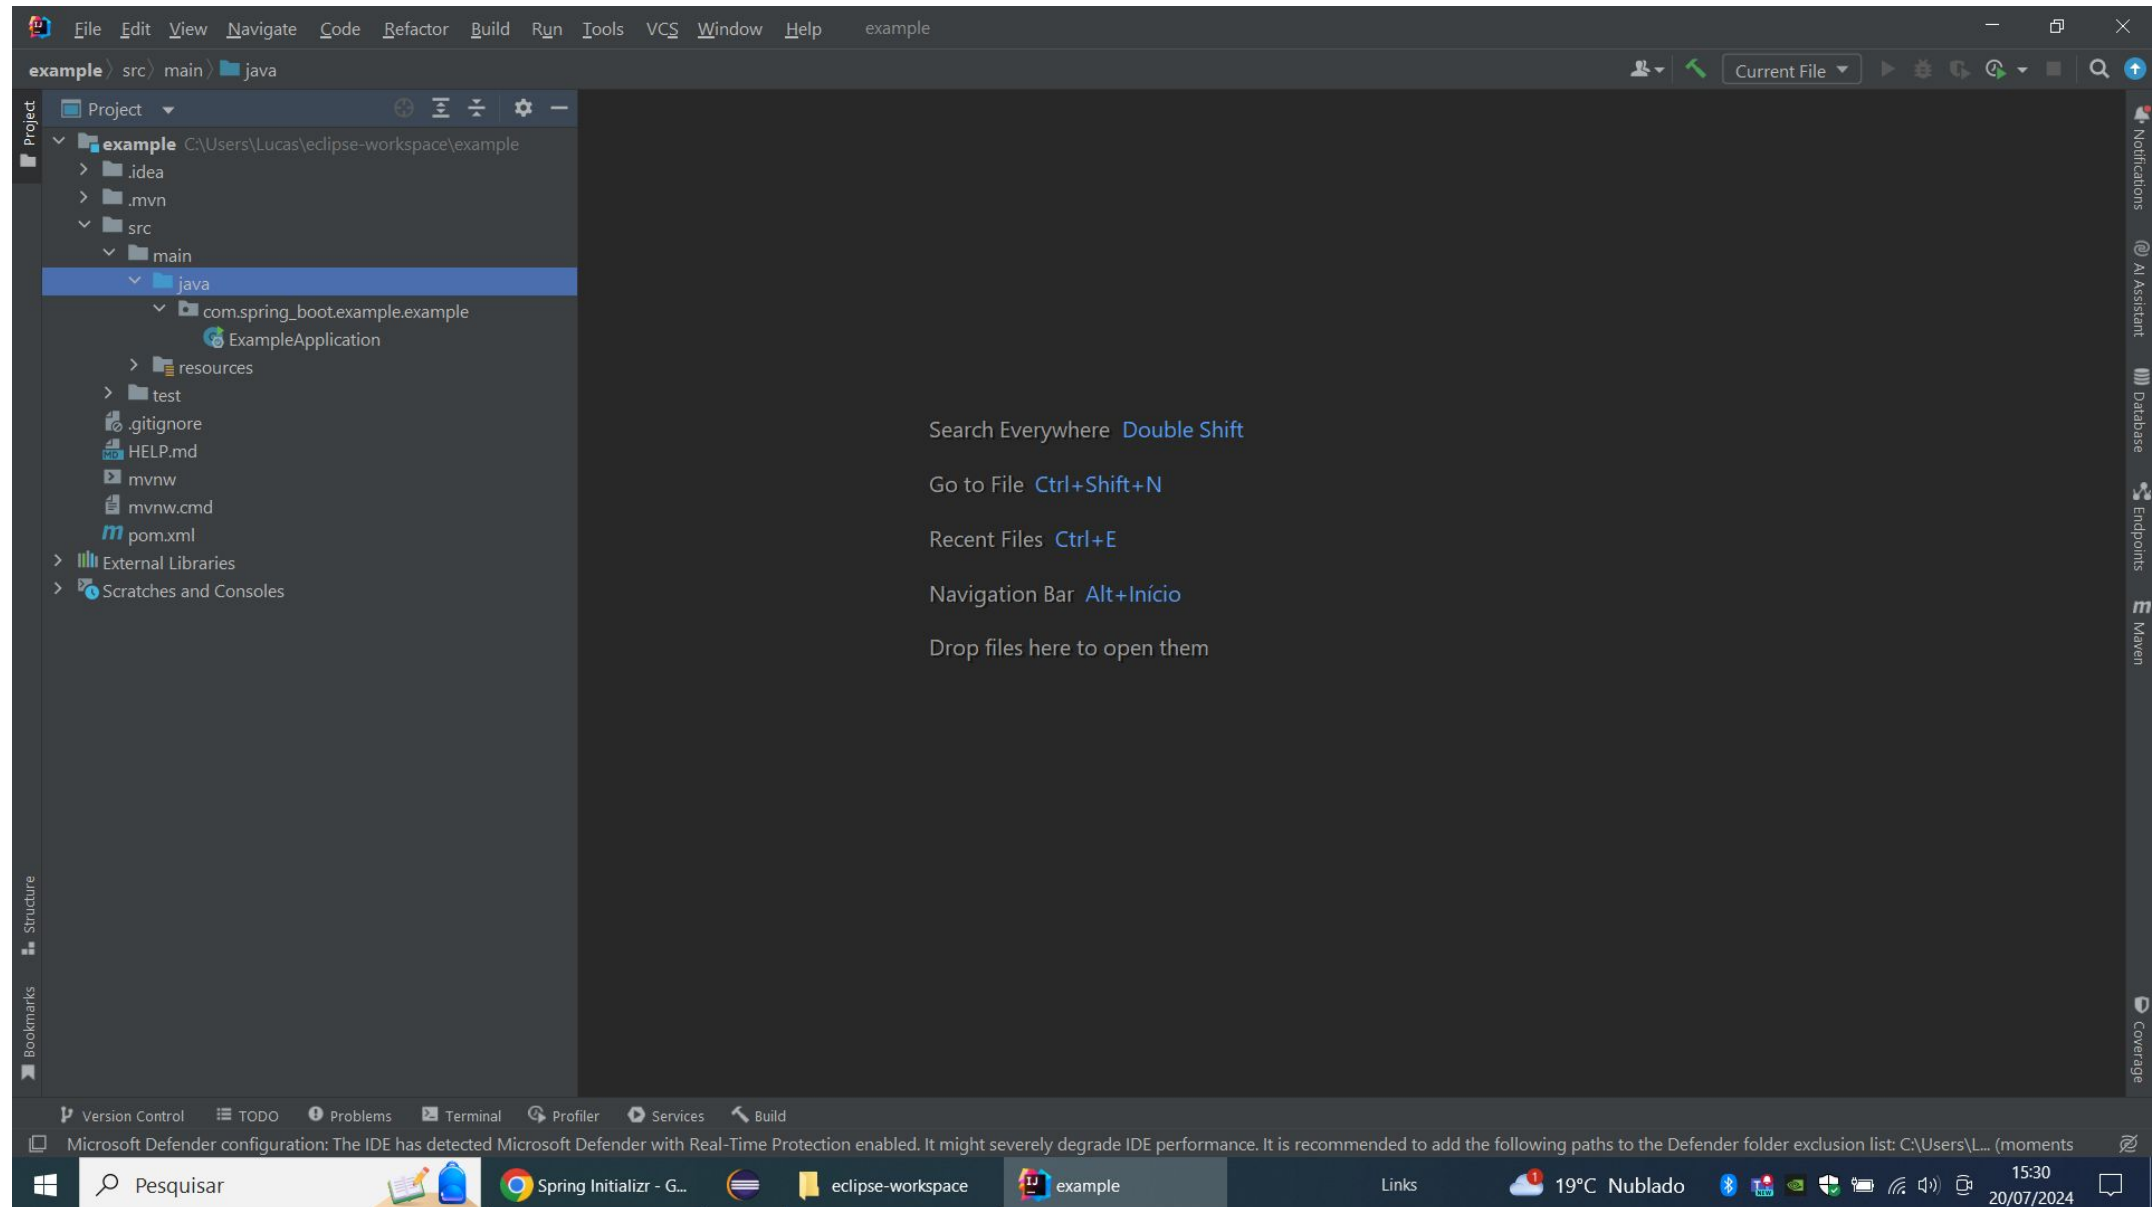 File Edit View Navigate Code Refactor Build Run Tools VCS Window Help example
example src main java
Current File
Project
Project
example C:\Users\Lucas\eclipse-workspace\example
.idea
.mvn
src
main
java
com.spring_boot.example.example
ExampleApplication
resources
test
.gitignore
HELP.md
mvnw
mvnw.cmd
pom.xml
External Libraries
Scratches and Consoles
Structure
Bookmarks
Search Everywhere Double Shift
Go to File Ctrl+Shift+N
Recent Files Ctrl+E
Navigation Bar Alt+Início
Drop files here to open them
Notifications
AI Assistant
Database
Endpoints
Maven
Coverage
Version Control TODO Problems Terminal Profiler Services Build
Microsoft Defender configuration: The IDE has detected Microsoft Defender with Real-Time Protection enabled. It might severely degrade IDE performance. It is recommended to add the following paths to the Defender folder exclusion list: C:\Users\L... (moments
Pesquisar Spring Initializr - G... eclipse-workspace example Links 19°C Nublado 15:30
20/07/2024